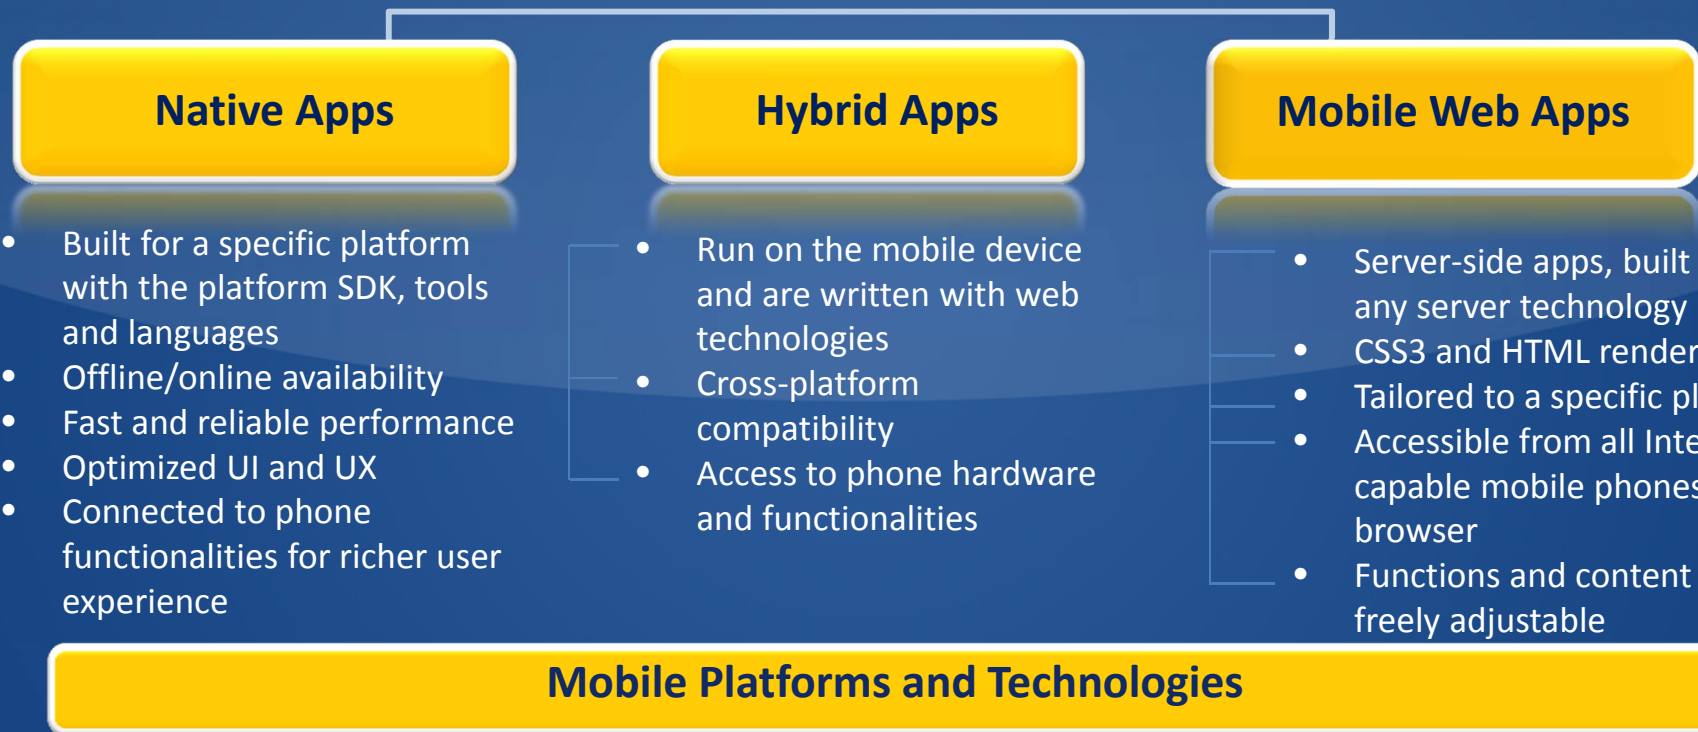 Native Apps
Hybrid Apps
Mobile Web Apps
• Built for a specific platform
with the platform SDK, tools
and languages
• Offline/online availability
• Fast and reliable performance
• Optimized UI and UX
• Connected to phone
functionalities for richer user
experience
• Run on the mobile device
and are written with web
technologies
• Cross-platform
compatibility
• Access to phone hardware
and functionalities
• Server-side apps, built
any server technology
• CSS3 and HTML render
• Tailored to a specific
• Accessible from all
capable mobile phones
browser
• Functions and content
freely adjustable
Mobile Platforms and Technologies